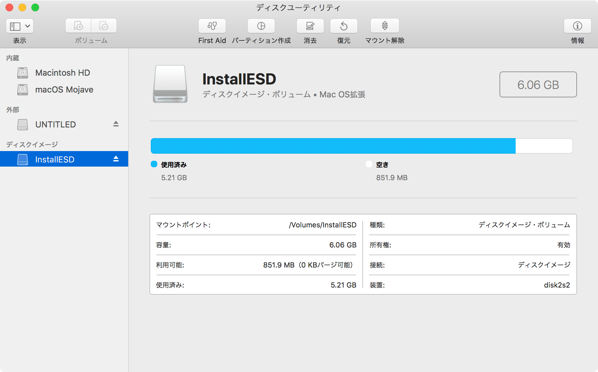 ディスクユーティリティ
表示
ボリューム
First Aid
パーティション作成
消去
復元
マウント解除
情報
内蔵
Macintosh HD
macOS Mojave
外部
UNTITLED
ディスクイメージ
InstallESD
InstallESD
ディスクイメージ・ボリューム • Mac OS拡張
6.06 GB
使用済み
5.21 GB
空き
851.9 MB
マウントポイント: /Volumes/InstallESD
容量: 6.06 GB
利用可能: 851.9 MB（0 KBパージ可能）
使用済み: 5.21 GB
種類: ディスクイメージ・ボリューム
所有権: 有効
接続: ディスクイメージ
装置: disk2s2